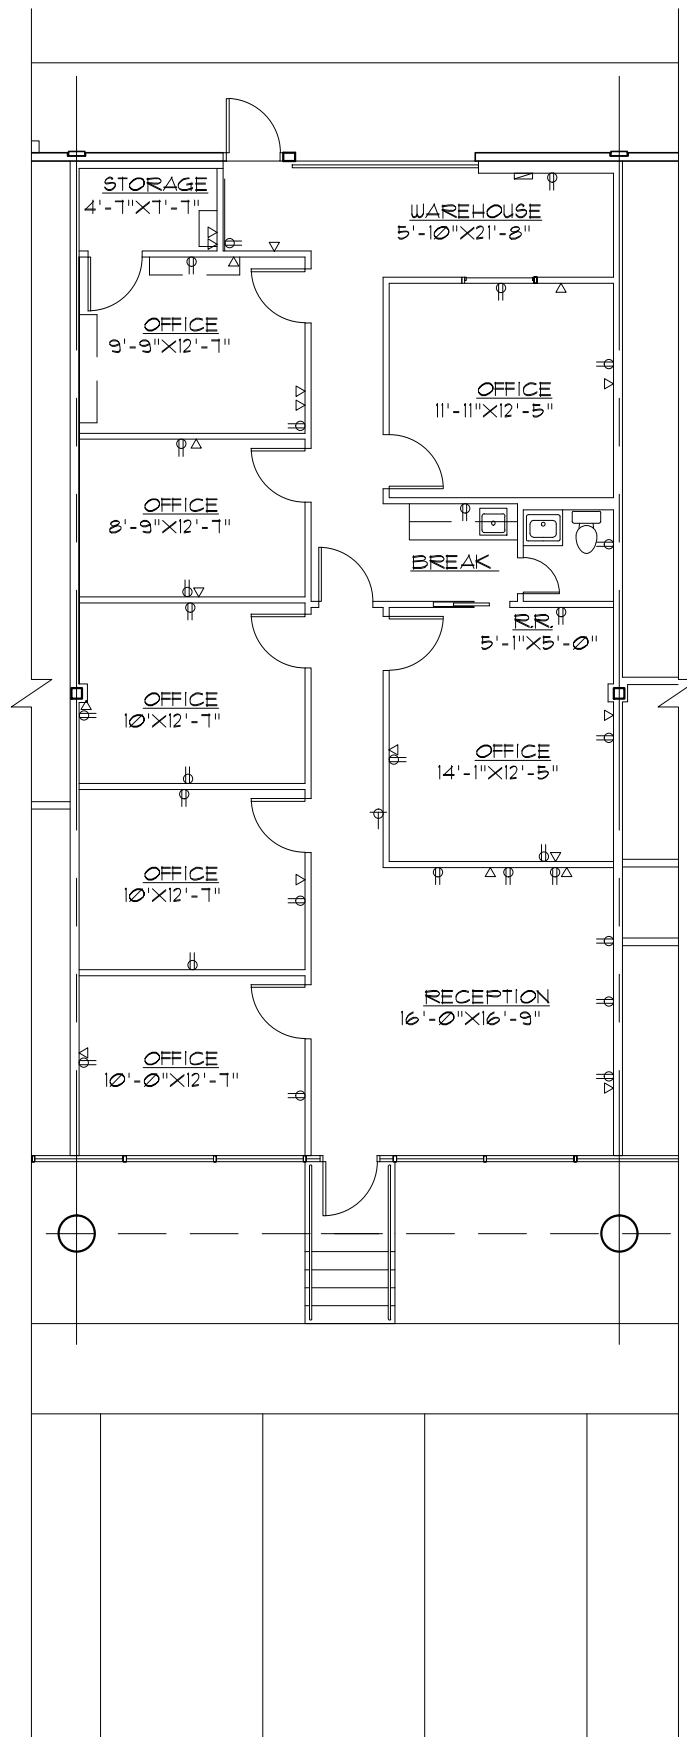 STORAGE
4'-7"X7'-7"
WAREHOUSE
5'-10"X21'-8"
OFFICE
9'-9"X12'-7"
OFFICE
11'-11"X12'-5"
OFFICE
8'-9"X12'-7"
BREAK
R.R.
5'-1"X5'-0"
OFFICE
10'X12'-7"
OFFICE
14'-1"X12'-5"
OFFICE
10'X12'-7"
RECEPTION
16'-0"X16'-9"
OFFICE
10'-0"X12'-7"